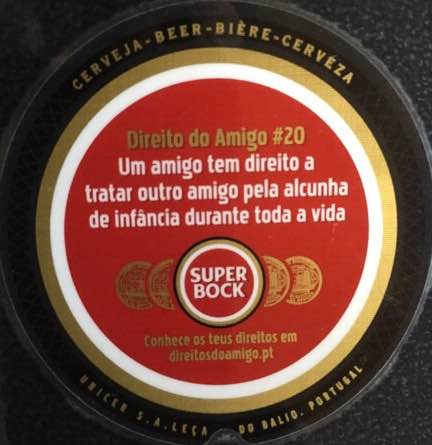 CERVEJA-BEER-BIÈRE-CERVÉZA
Direito do Amigo #20
Um amigo tem direito a
tratar outro amigo pela alcunha
de infância durante toda a vida
SUPER
BOCK
Conhece os teus direitos em
direitosdoamigo.pt
UNICER S.A. LEÇA DO BALIO. PORTUGAL